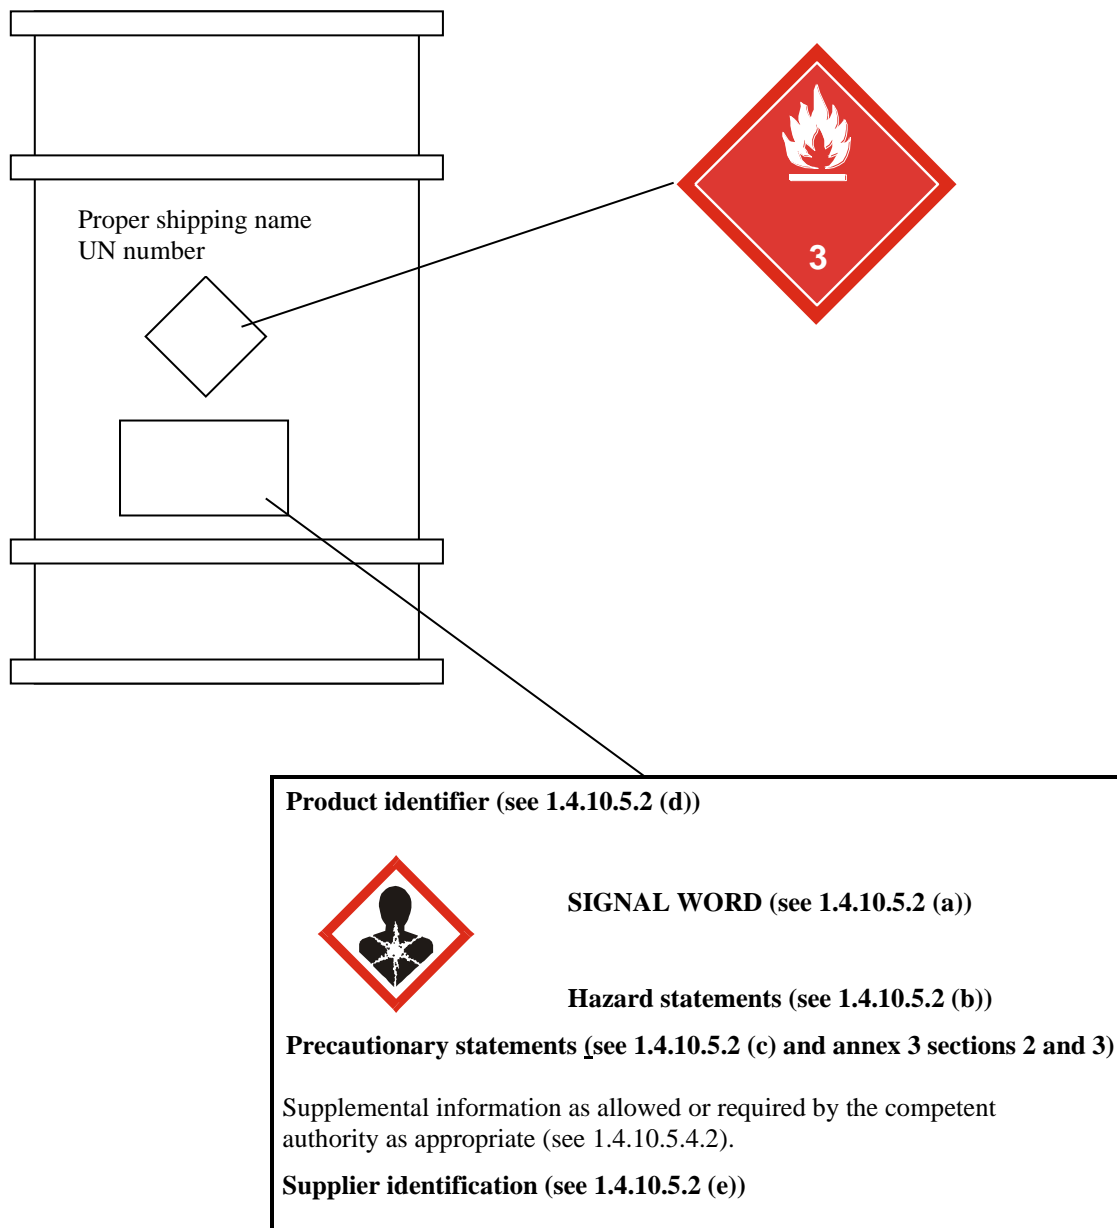 Proper shipping name
UN number
3
Product identifier (see 1.4.10.5.2 (d))
SIGNAL WORD (see 1.4.10.5.2 (a))
Hazard statements (see 1.4.10.5.2 (b))
Precautionary statements (see 1.4.10.5.2 (c) and annex 3 sections 2 and 3)
Supplemental information as allowed or required by the competent
authority as appropriate (see 1.4.10.5.4.2).
Supplier identification (see 1.4.10.5.2 (e))